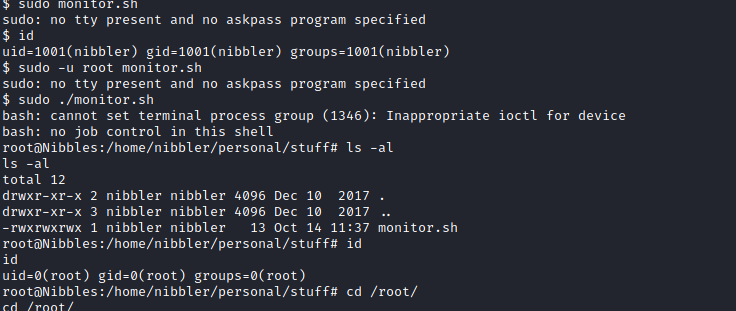 $ sudo monitor.sh
sudo: no tty present and no askpass program specified
$ id
uid=1001(nibbler) gid=1001(nibbler) groups=1001(nibbler)
$ sudo -u root monitor.sh
sudo: no tty present and no askpass program specified
$ sudo ./monitor.sh
bash: cannot set terminal process group (1346): Inappropriate ioctl for device
bash: no job control in this shell
root@Nibbles:/home/nibbler/personal/stuff# ls -al
ls -al
total 12
drwxr-xr-x 2 nibbler nibbler 4096 Dec 10  2017 .
drwxr-xr-x 3 nibbler nibbler 4096 Dec 10  2017 ..
-rwxrwxrwx 1 nibbler nibbler   13 Oct 14 11:37 monitor.sh
root@Nibbles:/home/nibbler/personal/stuff# id
id
uid=0(root) gid=0(root) groups=0(root)
root@Nibbles:/home/nibbler/personal/stuff# cd /root/
cd /root/